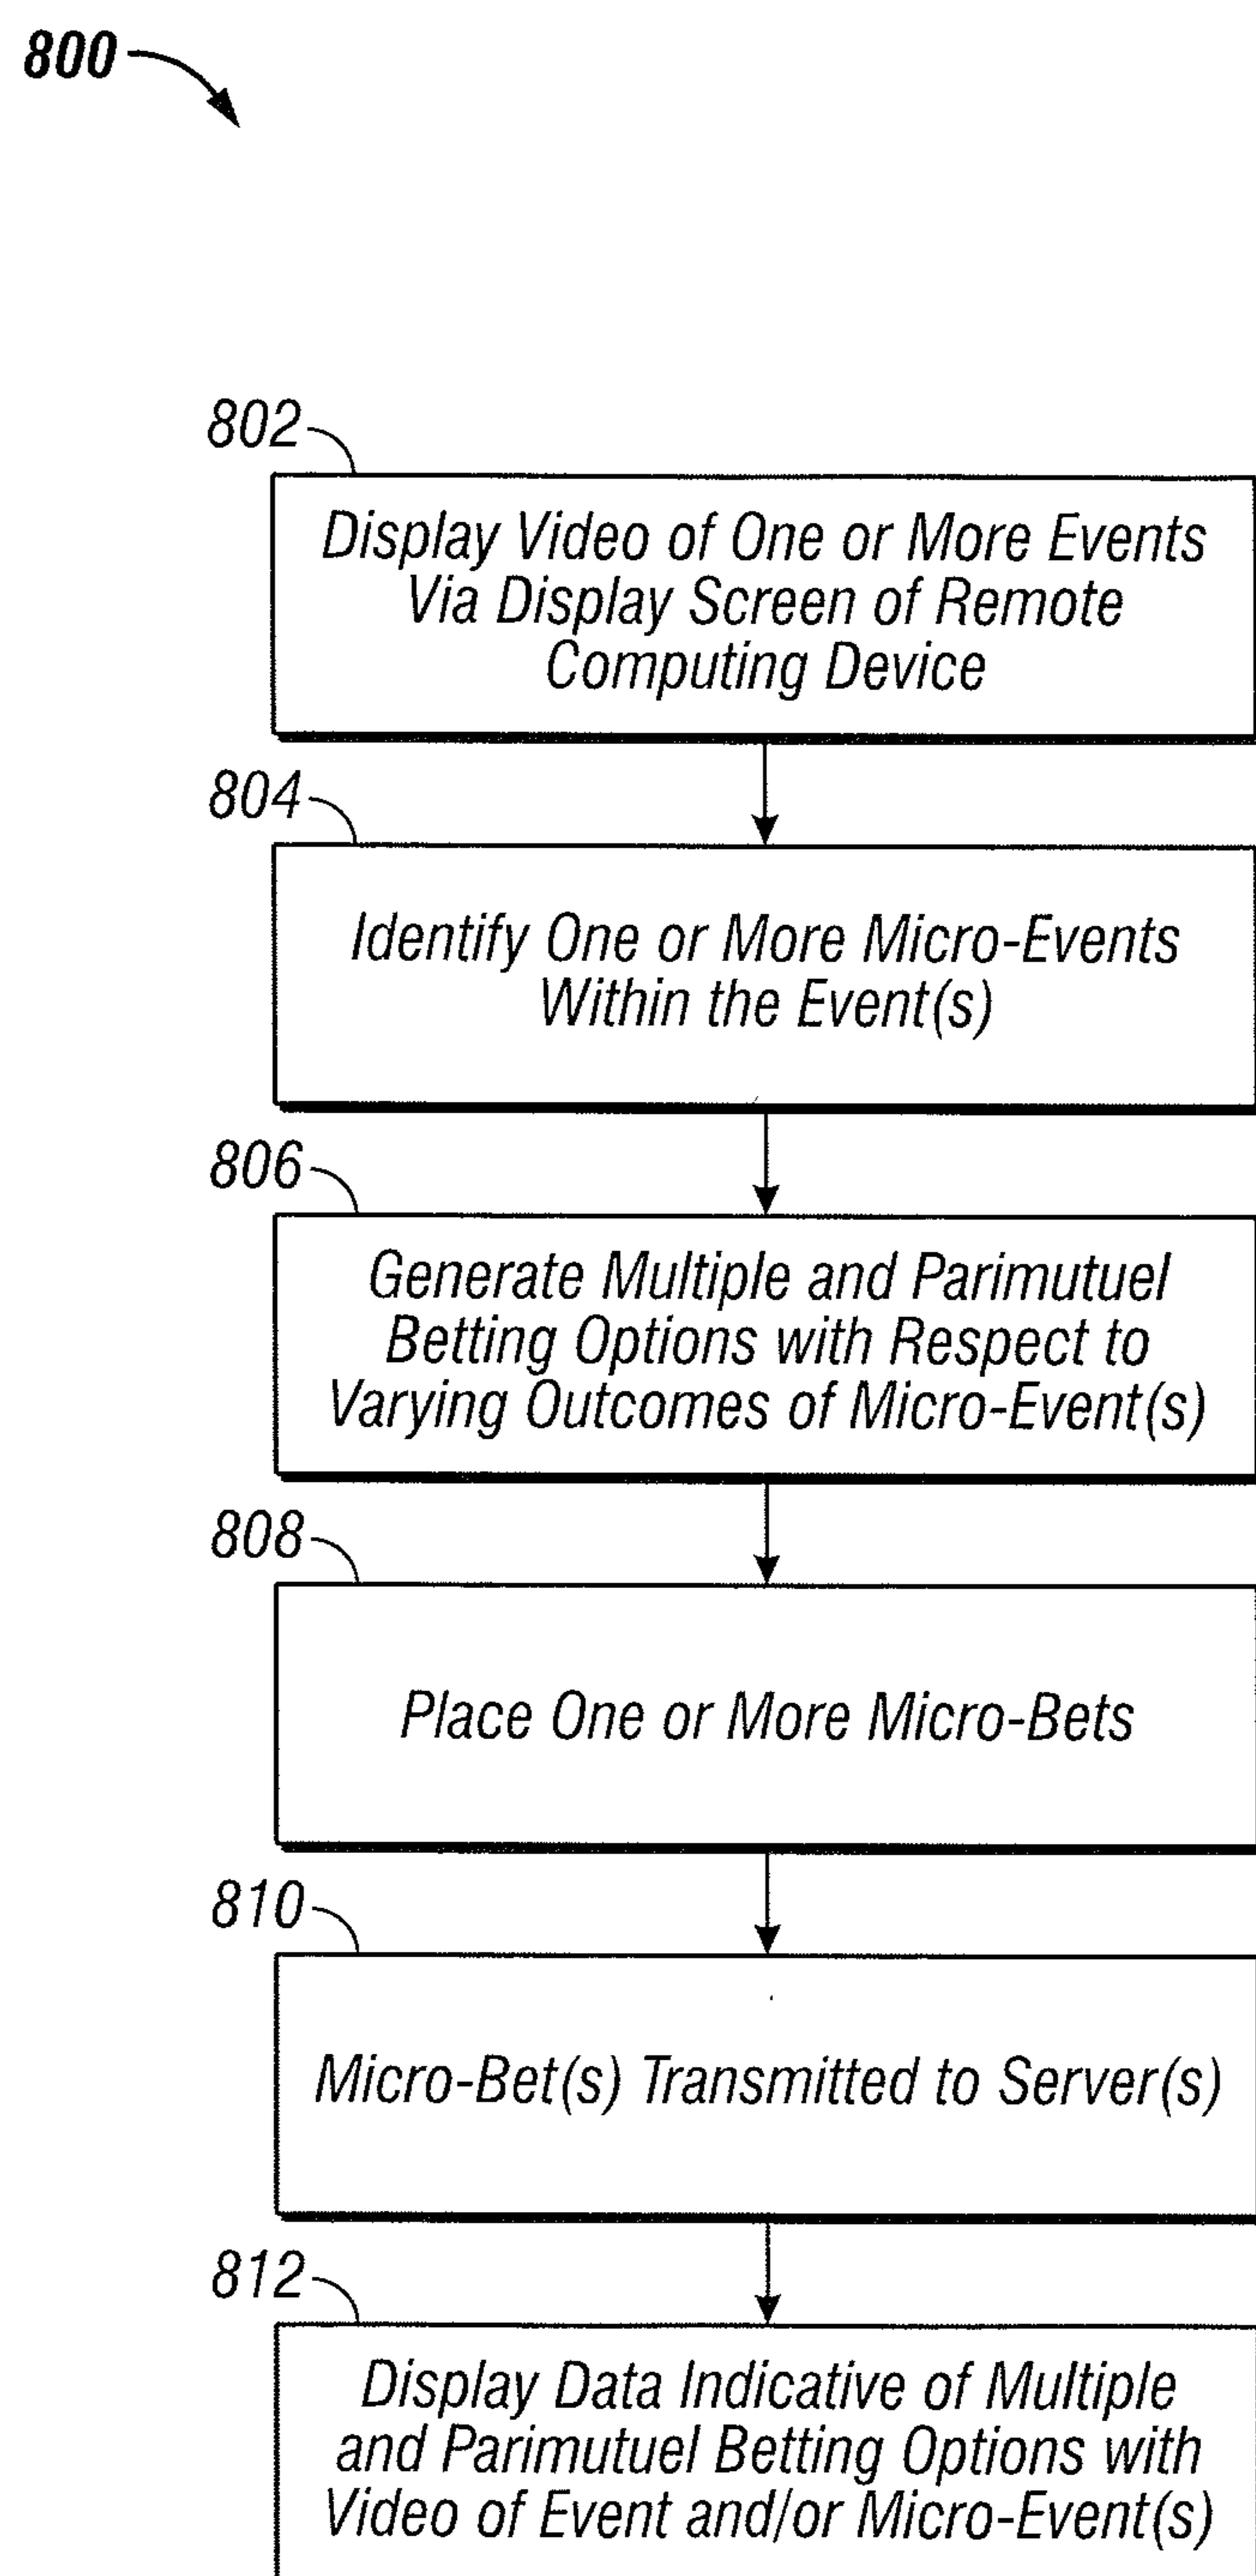 800
802
Display Video of One or More Events
Via Display Screen of Remote
Computing Device
804
Identify One or More Micro-Events
Within the Event(s)
806
Generate Multiple and Parimutuel
Betting Options with Respect to
Varying Outcomes of Micro-Event(s)
808
Place One or More Micro-Bets
810
Micro-Bet(s) Transmitted to Server(s)
812
Display Data Indicative of Multiple
and Parimutuel Betting Options with
Video of Event and/or Micro-Event(s)